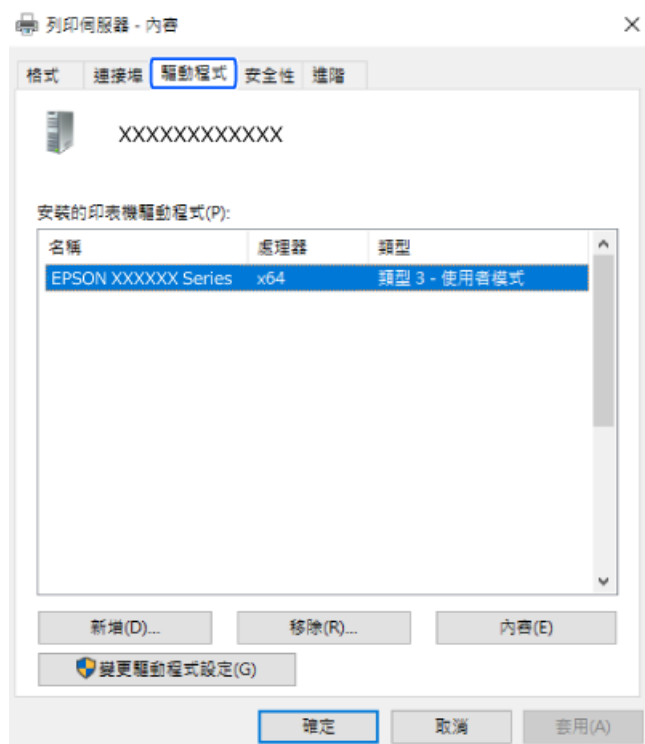 列印伺服器 - 內容
格式 連接埠 驅動程式 安全性 進階
XXXXXXXXXXXX
安裝的印表機驅動程式(P):
名稱 處理器 類型
EPSON XXXXXX Series x64 類型 3 - 使用者模式
新增(D)... 移除(R)... 內容(E)
變更驅動程式設定(G)
確定 取消 套用(A)